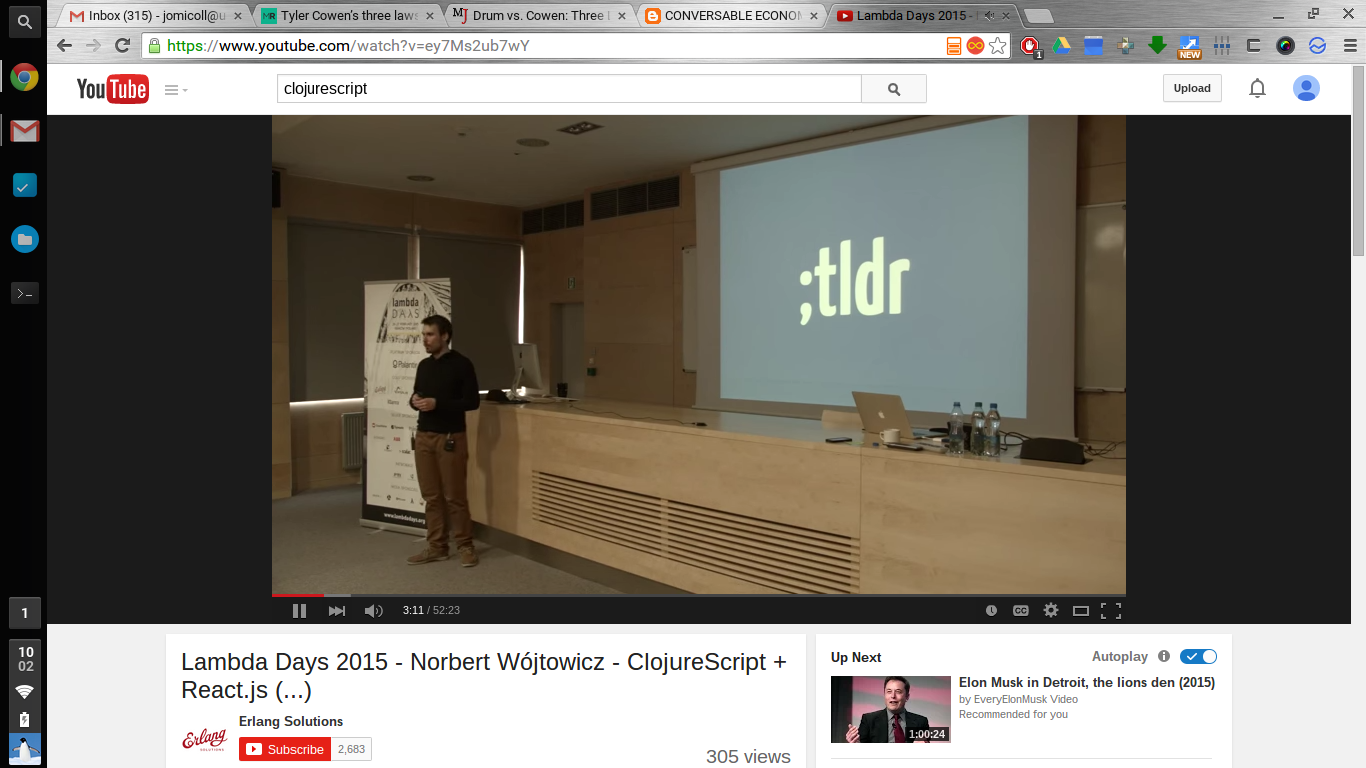 Inbox (315) - jomicoll@u
Tyler Cowen's three laws
Drum vs. Cowen: Three L
CONVERSABLE ECONOM
Lambda Days 2015 -
https://www.youtube.com/watch?v=ey7Ms2ub7wY
1
NEW
YouTube
clojurescript
Upload
;tldr
lambda
DAYS
www.lambdadays.org
3:11 / 52:23
CC
Lambda Days 2015 - Norbert Wójtowicz - ClojureScript +
React.js (...)
Erlang
SOLUTIONS
Erlang Solutions
Subscribe
2,683
305 views
Up Next
Autoplay
Elon Musk in Detroit, the lions den (2015)
by EveryElonMusk Video
Recommended for you
1:00:24
1
10
02